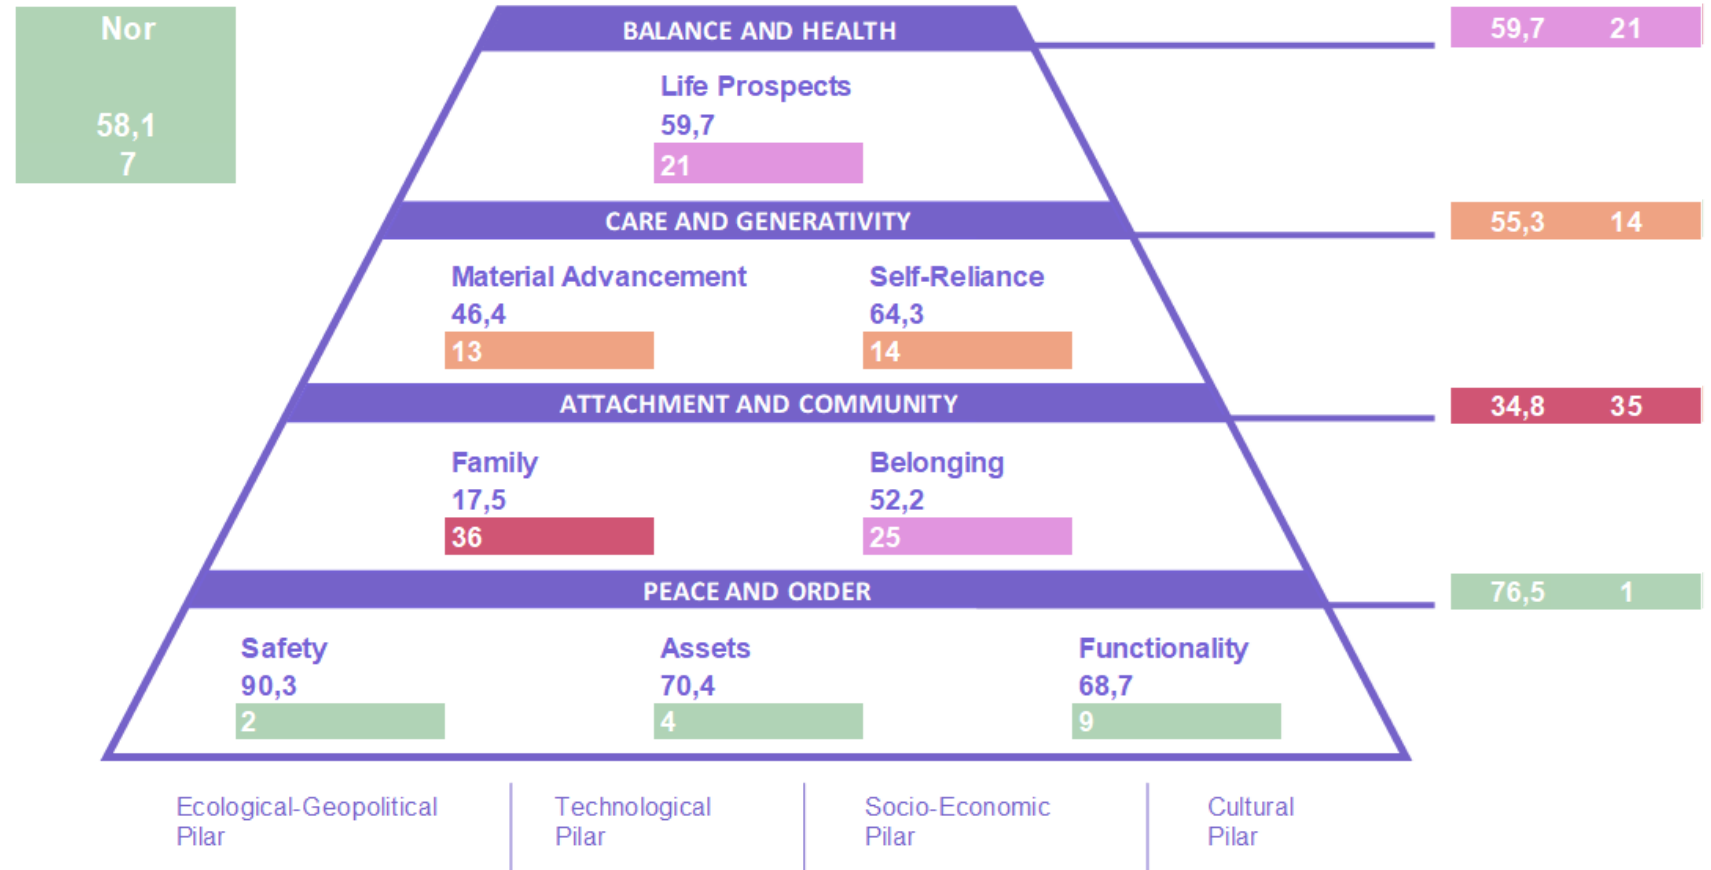 Nor
58,1
7
BALANCE AND HEALTH
59,7 21
Life Prospects
59,7
21
CARE AND GENERATIVITY
55,3 14
Material Advancement
46,4
13
Self-Reliance
64,3
14
ATTACHMENT AND COMMUNITY
34,8 35
Family
17,5
36
Belonging
52,2
25
PEACE AND ORDER
76,5 1
Safety
90,3
2
Assets
70,4
4
Functionality
68,7
9
Ecological-Geopolitical
Pilar
Technological
Pilar
Socio-Economic
Pilar
Cultural
Pilar